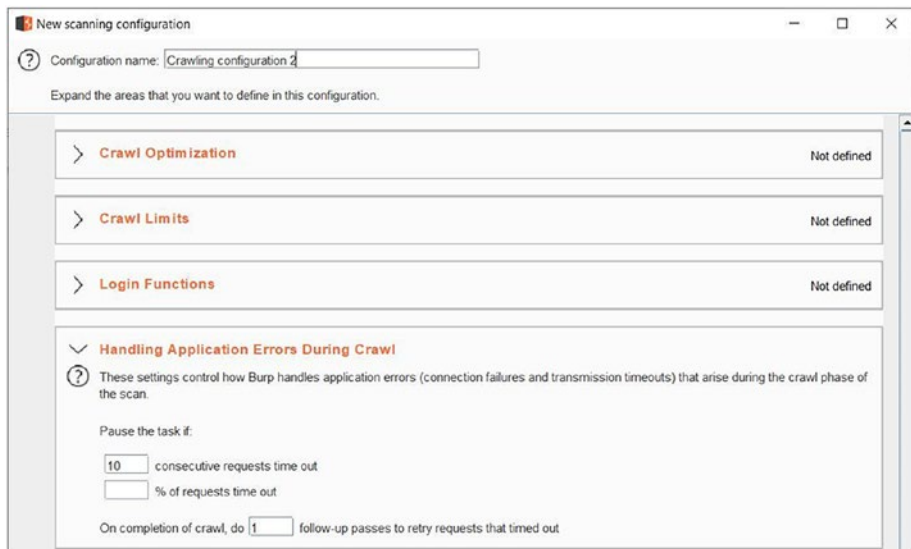 New scanning configuration
Configuration name: Crawling configuration 2
Expand the areas that you want to define in this configuration.
Crawl Optimization Not defined
Crawl Limits Not defined
Login Functions Not defined
Handling Application Errors During Crawl
These settings control how Burp handles application errors (connection failures and transmission timeouts) that arise during the crawl phase of
the scan.
Pause the task if:
10 consecutive requests time out
% of requests time out
On completion of crawl, do 1 follow-up passes to retry requests that timed out